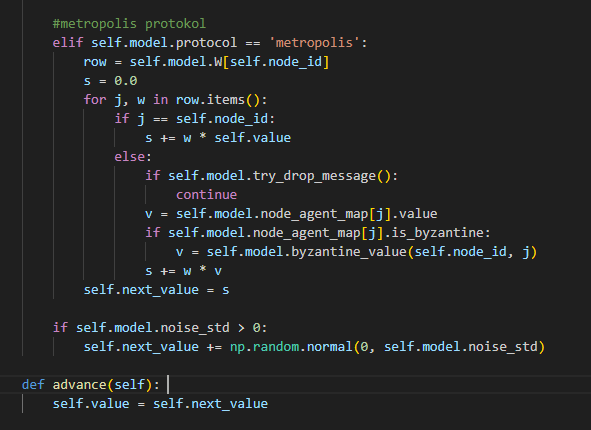 #metropolis protokol
elif self.model.protocol == 'metropolis':
row = self.model.W[self.node_id]
s = 0.0
for j, w in row.items():
if j == self.node_id:
s += w * self.value
else:
if self.model.try_drop_message():
continue
v = self.model.node_agent_map[j].value
if self.model.node_agent_map[j].is_byzantine:
v = self.model.byzantine_value(self.node_id, j)
s += w * v
self.next_value = s
if self.model.noise_std > 0:
self.next_value += np.random.normal(0, self.model.noise_std)
def advance(self):
self.value = self.next_value